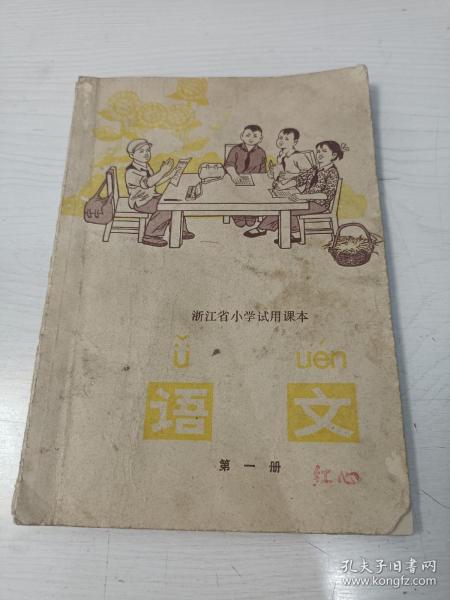 浙江省小学试用课本
ǔ uén
语 文
第一册
红心
孔夫子旧书网
www.kongfz.com